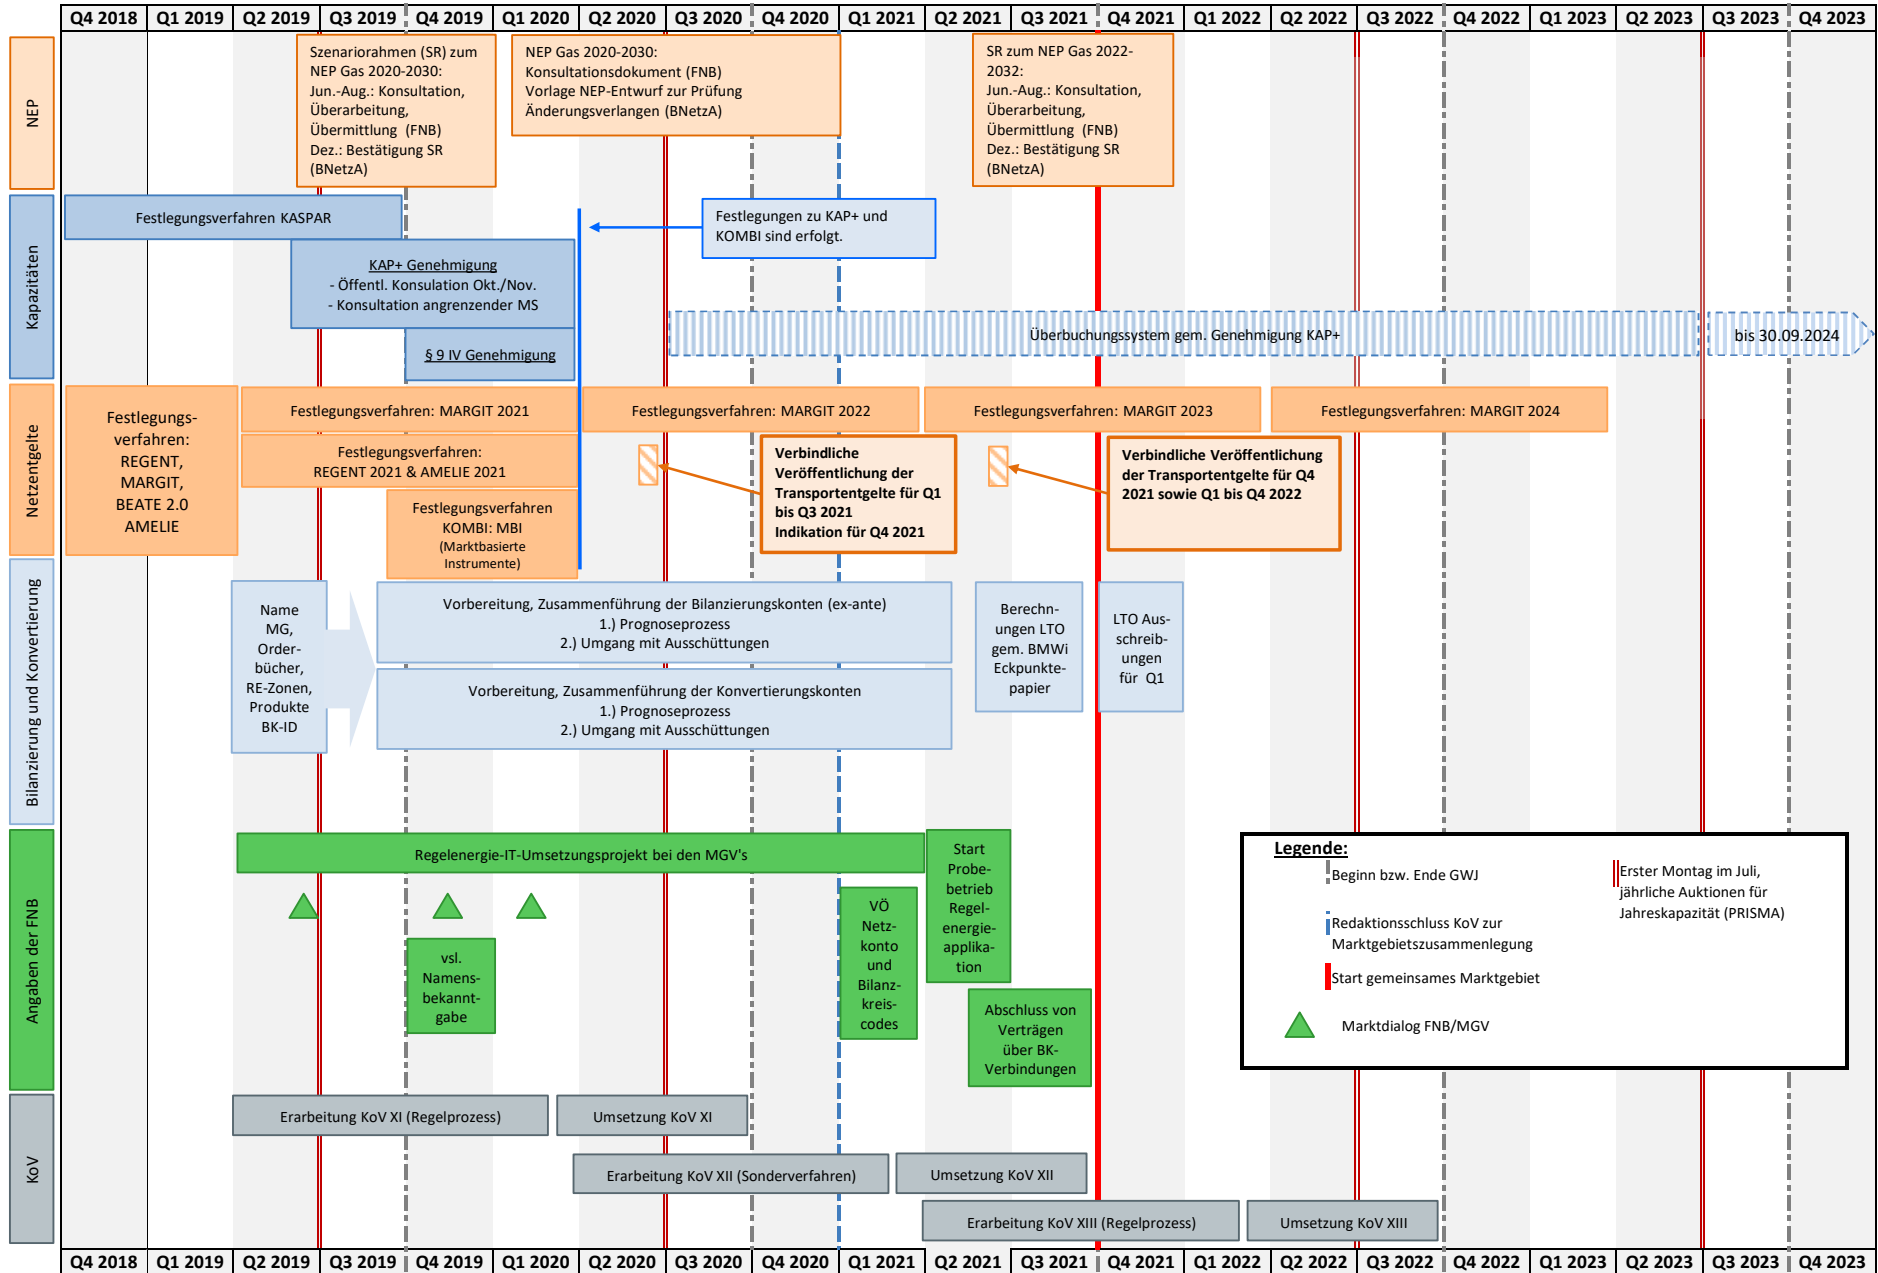 Q4 2018 Q1 2019 Q2 2019 Q3 2019 Q4 2019 Q1 2020 Q2 2020 Q3 2020 Q4 2020 Q1 2021 Q2 2021 Q3 2021 Q4 2021 Q1 2022 Q2 2022 Q3 2022 Q4 2022 Q1 2023 Q2 2023 Q3 2023 Q4 2023
NEP
Szenariorahmen (SR) zum
NEP Gas 2020-2030:
Jun.-Aug.: Konsultation,
Überarbeitung,
Übermittlung (FNB)
Dez.: Bestätigung SR
(BNetzA)
NEP Gas 2020-2030:
Konsultationsdokument (FNB)
Vorlage NEP-Entwurf zur Prüfung
Änderungsverlangen (BNetzA)
SR zum NEP Gas 2022-
2032:
Jun.-Aug.: Konsultation,
Überarbeitung,
Übermittlung (FNB)
Dez.: Bestätigung SR
(BNetzA)
Kapazitäten
Festlegungsverfahren KASPAR
KAP+ Genehmigung
- Öffentl. Konsulation Okt./Nov.
- Konsultation angrenzender MS
§ 9 IV Genehmigung
Festlegungen zu KAP+ und
KOMBI sind erfolgt.
Überbuchungssystem gem. Genehmigung KAP+
bis 30.09.2024
Netzentgelte
Festlegungs-
verfahren:
REGENT,
MARGIT,
BEATE 2.0
AMELIE
Festlegungsverfahren: MARGIT 2021
Festlegungsverfahren: MARGIT 2022
Festlegungsverfahren: MARGIT 2023
Festlegungsverfahren: MARGIT 2024
Festlegungsverfahren:
REGENT 2021 & AMELIE 2021
Festlegungsverfahren
KOMBI: MBI
(Marktbasierte
Instrumente)
Verbindliche
Veröffentlichung der
Transportentgelte für Q1
bis Q3 2021
Indikation für Q4 2021
Verbindliche Veröffentlichung
der Transportentgelte für Q4
2021 sowie Q1 bis Q4 2022
Bilanzierung und Konvertierung
Name
MG,
Order-
bücher,
RE-Zonen,
Produkte
BK-ID
Vorbereitung, Zusammenführung der Bilanzierungskonten (ex-ante)
1.) Prognoseprozess
2.) Umgang mit Ausschüttungen
Vorbereitung, Zusammenführung der Konvertierungskonten
1.) Prognoseprozess
2.) Umgang mit Ausschüttungen
Berechn-
ungen LTO
gem. BMWi
Eckpunkte-
papier
LTO Aus-
schreib-
ungen
für Q1
Angaben der FNB
Regelenergie-IT-Umsetzungsprojekt bei den MGV's
vsl.
Namens-
bekannt-
gabe
VÖ
Netz-
konto
und
Bilanz-
kreis-
codes
Start
Probe-
betrieb
Regel-
energie-
applika-
tion
Abschluss von
Verträgen
über BK-
Verbindungen
Legende:
Beginn bzw. Ende GWJ
Redaktionsschluss KoV zur
Marktgebietszusammenlegung
Start gemeinsames Marktgebiet
Marktdialog FNB/MGV
Erster Montag im Juli,
jährliche Auktionen für
Jahreskapazität (PRISMA)
KoV
Erarbeitung KoV XI (Regelprozess)
Umsetzung KoV XI
Erarbeitung KoV XII (Sonderverfahren)
Umsetzung KoV XII
Erarbeitung KoV XIII (Regelprozess)
Umsetzung KoV XIII
Q4 2018 Q1 2019 Q2 2019 Q3 2019 Q4 2019 Q1 2020 Q2 2020 Q3 2020 Q4 2020 Q1 2021 Q2 2021 Q3 2021 Q4 2021 Q1 2022 Q2 2022 Q3 2022 Q4 2022 Q1 2023 Q2 2023 Q3 2023 Q4 2023